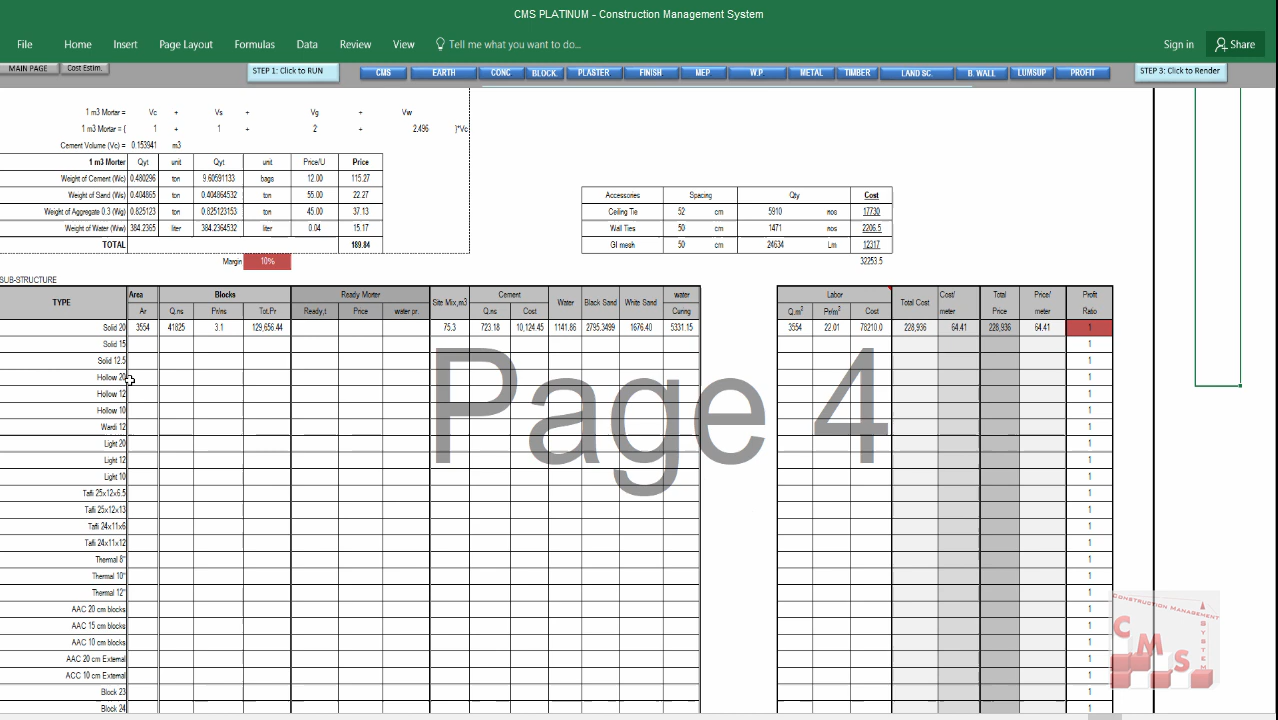 CMS PLATINUM - Construction Management System
File Home Insert Page Layout Formulas Data Review View Tell me what you want to do... Sign in Share
MAIN PAGE Cost Estim. STEP 1: Click to RUN CMS EARTH CONC BLOCK. PLASTER FINISH MEP W.P METAL TIMBER LAND SC. B. WALL LUMSUP PROFIT STEP 3: Click to Render
1 m3 Mortar = Vc + Vs + Vg + Vw
1 m3 Mortar = ( 1 + 1 + 2 + 2.496 )*Vc
Cement Volume (Vc) = 0.153941 m3
1 m3 Morter Qyt unit Qyt unit Price/U Price
Weight of Cement (Wc) 0.480296 ton 9.60591133 bags 12.00 115.27
Weight of Sand (Ws) 0.404865 ton 0.404864532 ton 55.00 22.27
Weight of Aggregate 0.3 (Wg) 0.825123 ton 0.825123153 ton 45.00 37.13
Weight of Water (Ww) 384.2365 liter 384.2364532 liter 0.04 15.17
TOTAL 189.84
Margin 10%
Accessories Spacing Qty Cost
Ceiling Tie 52 cm 5910 nos 17730
Wall Ties 50 cm 1471 nos 2206.5
GI mesh 50 cm 24634 Lm 12317
32253.5
SUB-STRUCTURE
TYPE Area Blocks Ready Morter Site Mix,m3 Cement Water Black Sand White Sand water Labor Total Cost Cost/ meter Total Price Price/ meter Profit Ratio
Ar Q.ns Pr/ns Tot.Pr Ready,t Price water pr. Q.ns Cost Curing Q.m² Pr/m² Cost
Solid 20 3554 41825 3.1 129,656.44 75.3 723.18 10,124.45 1141.86 2795.3499 1676.40 5331.15 3554 22.01 78210.0 228,936 64.41 228,936 64.41 1
Solid 15 1
Solid 12.5 1
Hollow 20 1
Hollow 12 1
Hollow 10 1
Wardi 12 1
Light 20 1
Light 12 1
Light 10 1
Tafli 25x12x6.5 1
Tafli 25x12x13 1
Tafli 24x11x6 1
Tafli 24x11x12 1
Thermal 8" 1
Thermal 10" 1
Thermal 12" 1
AAC 20 cm blocks 1
AAC 15 cm blocks 1
AAC 10 cm blocks 1
AAC 20 cm External 1
ACC 10 cm External 1
Block 23 1
Block 24 1
Page 4
CONSTRUCTION MANAGEMENT SYSTEM
CMS